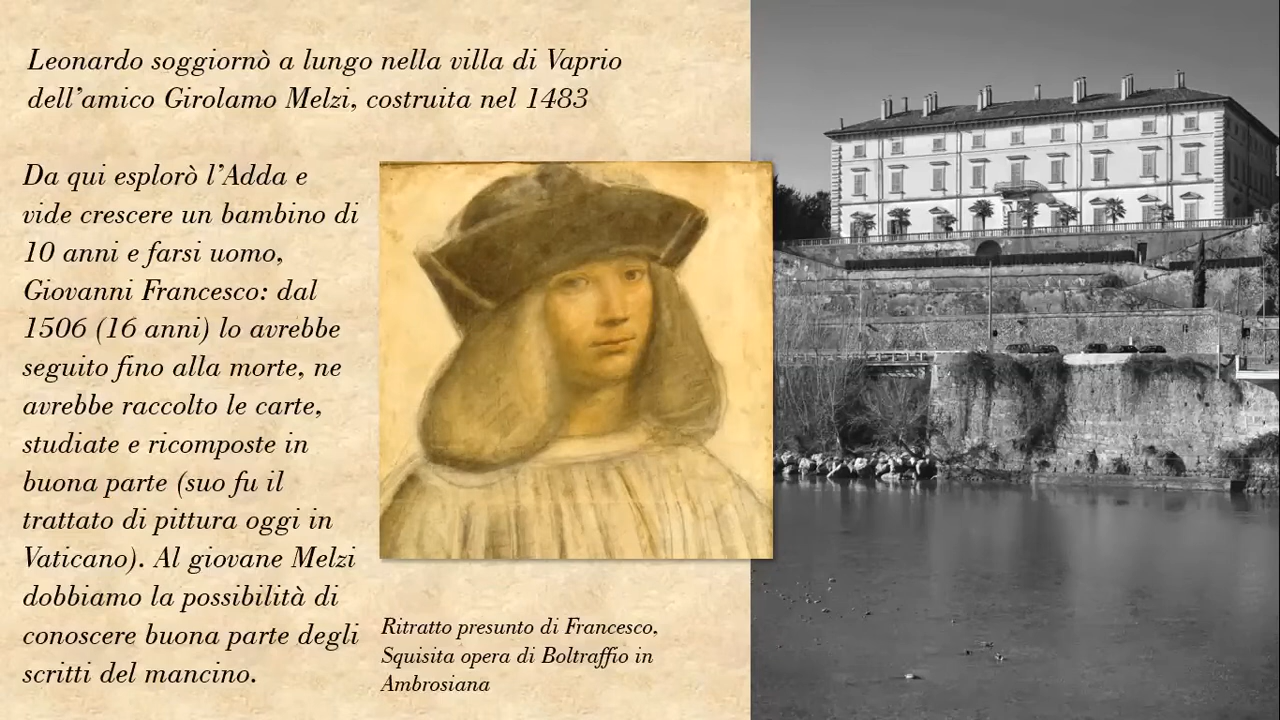 Leonardo soggiornò a lungo nella villa di Vaprio
dell'amico Girolamo Melzi, costruita nel 1483
Da qui esplorò l'Adda e
vide crescere un bambino di
10 anni e farsi uomo,
Giovanni Francesco: dal
1506 (16 anni) lo avrebbe
seguito fino alla morte, ne
avrebbe raccolto le carte,
studiate e ricomposte in
buona parte (suo fu il
trattato di pittura oggi in
Vaticano). Al giovane Melzi
dobbiamo la possibilità di
conoscere buona parte degli
scritti del mancino.
Ritratto presunto di Francesco,
Squisita opera di Boltraffio in
Ambrosiana